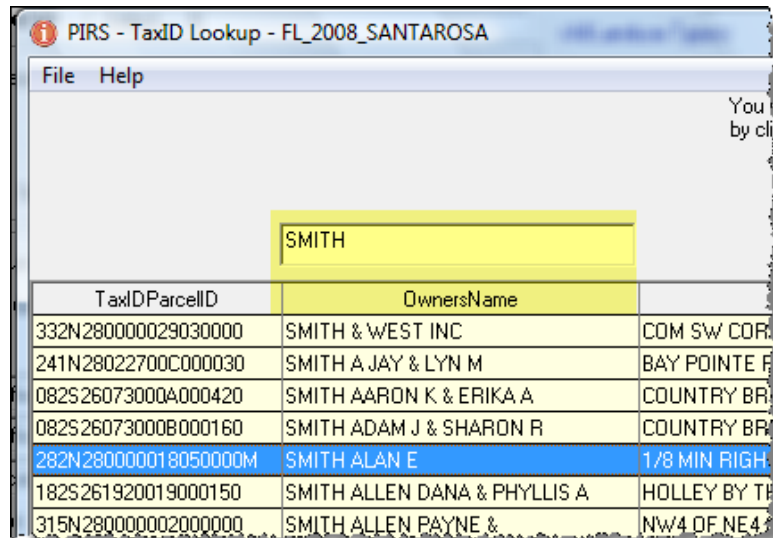 PIRS - TaxID Lookup - FL_2008_SANTAROSA
File Help
You
by cli
SMITH
TaxIDParcelID OwnersName
332N280000029030000 SMITH & WEST INC COM SW COR
241N28022700C000030 SMITH A JAY & LYN M BAY POINTE
082S26073000A000420 SMITH AARON K & ERIKA A COUNTRY BR
082S26073000B000160 SMITH ADAM J & SHARON R COUNTRY BR
282N280000018050000M SMITH ALAN E 1/8 MIN RIGH
182S261920019000150 SMITH ALLEN DANA & PHYLLIS A HOLLEY BY
315N280000002000000 SMITH ALLEN PAYNE & NW4 OF NE4